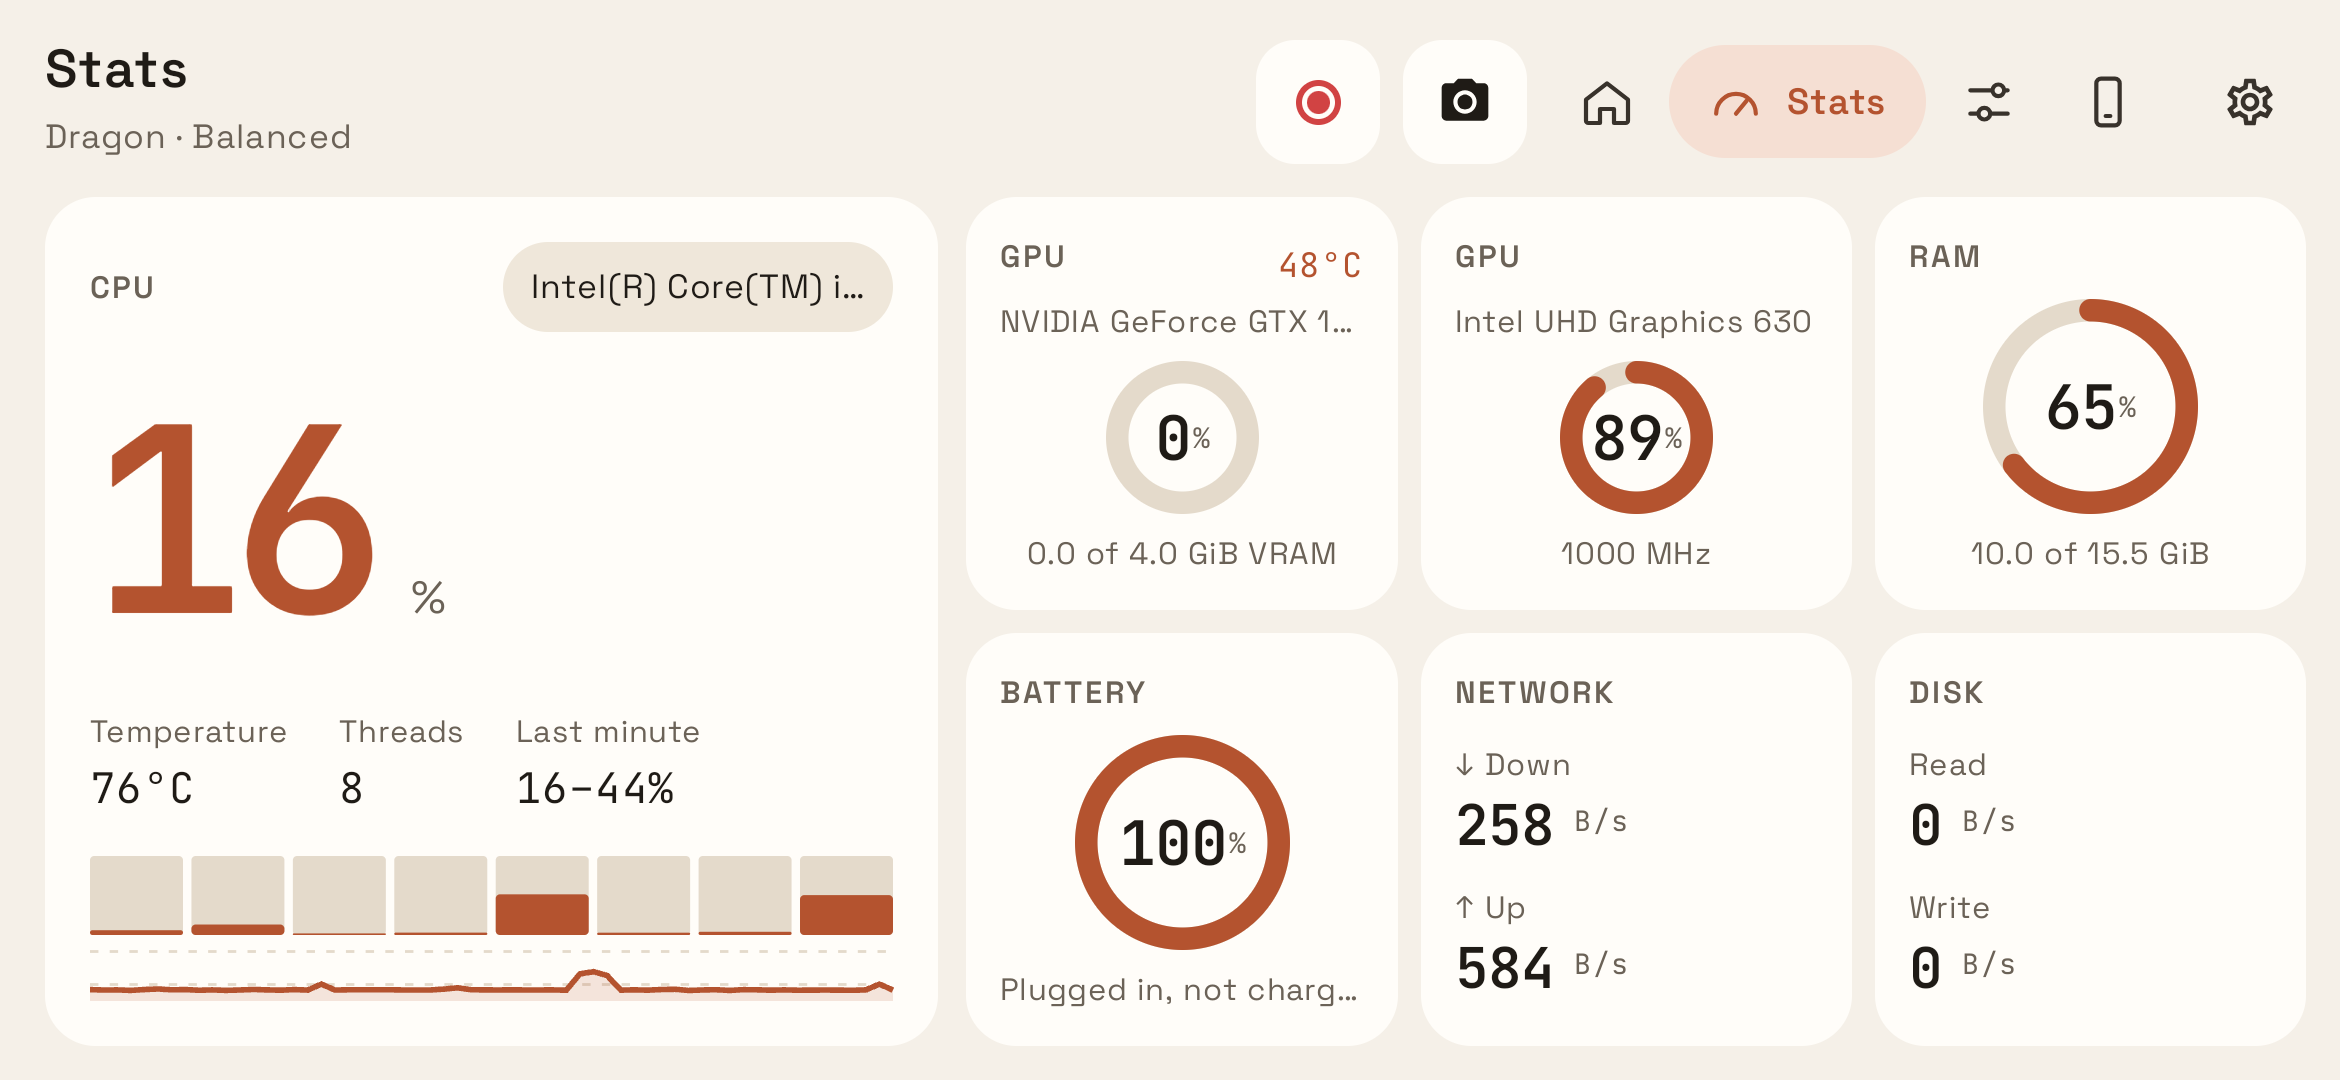 Stats
Dragon · Balanced
Stats
CPU
Intel(R) Core(TM) i…
16 %
Temperature
76°C
Threads
8
Last minute
16–44%
GPU
48°C
NVIDIA GeForce GTX 1…
0%
0.0 of 4.0 GiB VRAM
GPU
Intel UHD Graphics 630
89%
1000 MHz
RAM
65%
10.0 of 15.5 GiB
BATTERY
100%
Plugged in, not charg…
NETWORK
↓ Down
258 B/s
↑ Up
584 B/s
DISK
Read
0 B/s
Write
0 B/s